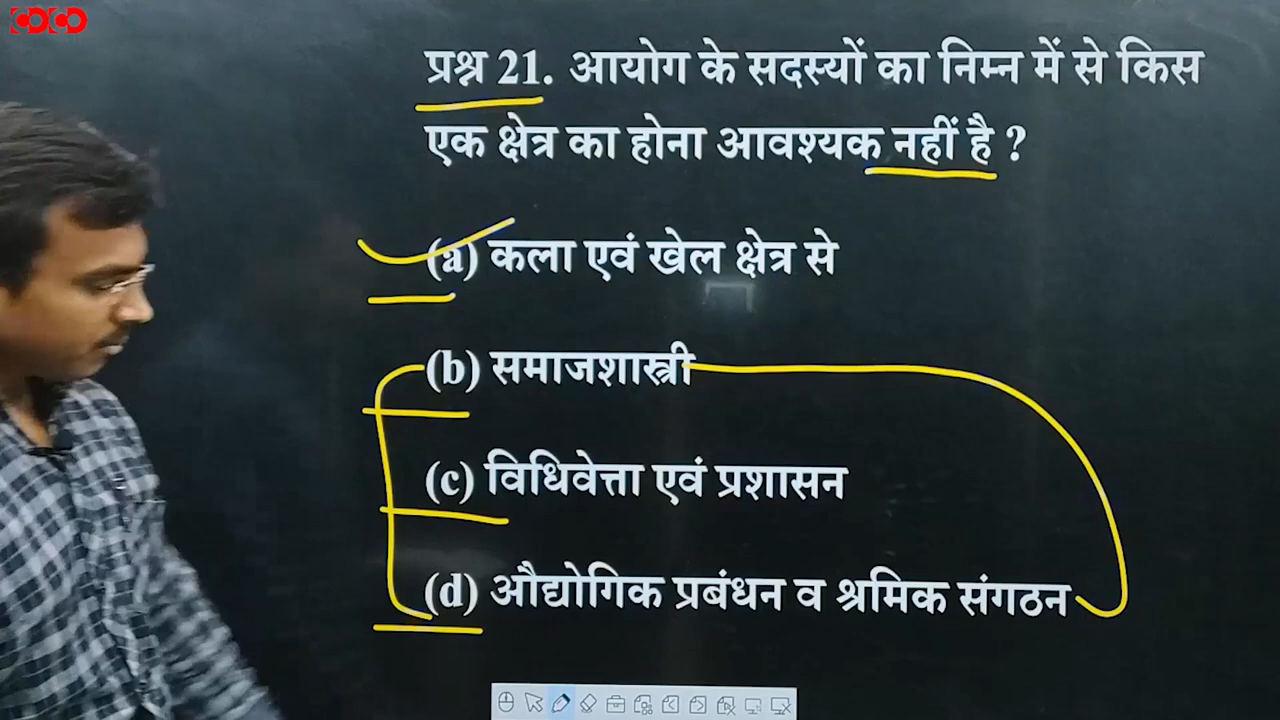 COCO
प्रश्न 21. आयोग के सदस्यों का निम्न में से किस
एक क्षेत्र का होना आवश्यक नहीं है ?
(a) कला एवं खेल क्षेत्र से
(b) समाजशास्त्री
(c) विधिवेत्ता एवं प्रशासन
(d) औद्योगिक प्रबंधन व श्रमिक संगठन